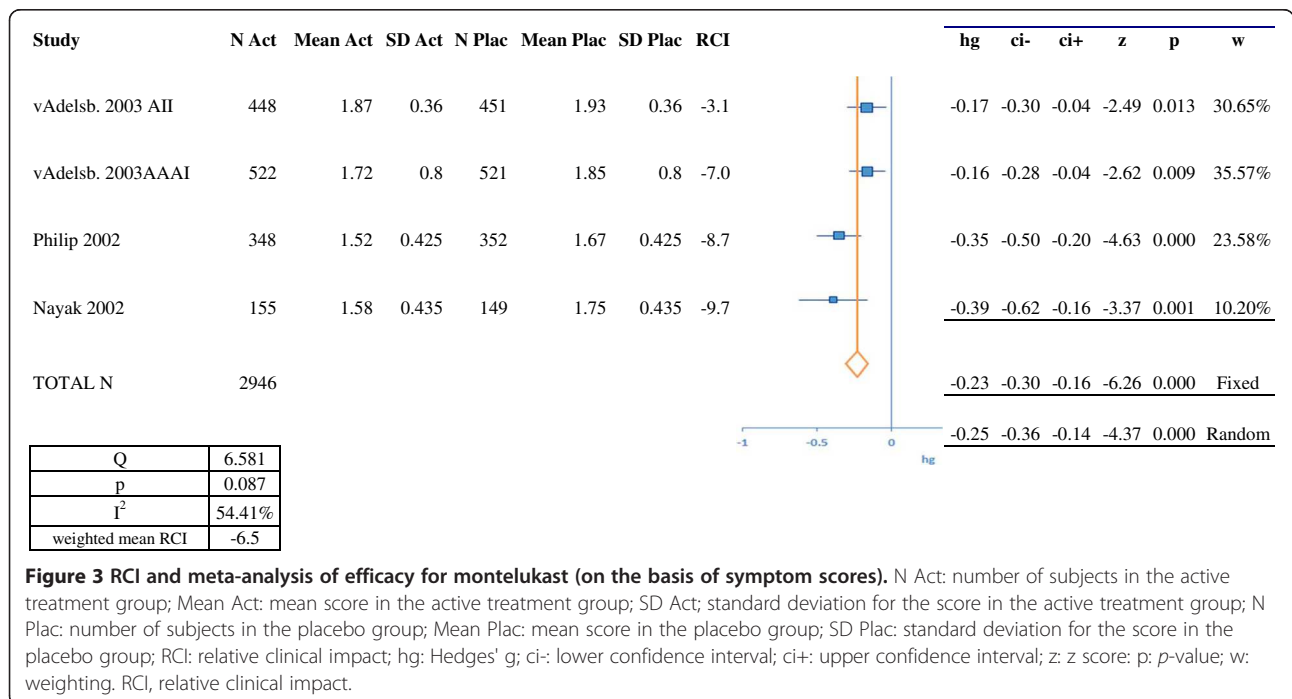 Study N Act Mean Act SD Act N Plac Mean Plac SD Plac RCI hg ci- ci+ z p w
vAdelsb. 2003 AII 448 1.87 0.36 451 1.93 0.36 -3.1 -0.17 -0.30 -0.04 -2.49 0.013 30.65%
vAdelsb. 2003AAAI 522 1.72 0.8 521 1.85 0.8 -7.0 -0.16 -0.28 -0.04 -2.62 0.009 35.57%
Philip 2002 348 1.52 0.425 352 1.67 0.425 -8.7 -0.35 -0.50 -0.20 -4.63 0.000 23.58%
Nayak 2002 155 1.58 0.435 149 1.75 0.435 -9.7 -0.39 -0.62 -0.16 -3.37 0.001 10.20%
TOTAL N 2946 -0.23 -0.30 -0.16 -6.26 0.000 Fixed
-0.25 -0.36 -0.14 -4.37 0.000 Random
-1 -0.5 0
hg
Q 6.581
p 0.087
I² 54.41%
weighted mean RCI -6.5
Figure 3 RCI and meta-analysis of efficacy for montelukast (on the basis of symptom scores). N Act: number of subjects in the active
treatment group; Mean Act: mean score in the active treatment group; SD Act; standard deviation for the score in the active treatment group; N
Plac: number of subjects in the placebo group; Mean Plac: mean score in the placebo group; SD Plac: standard deviation for the score in the
placebo group; RCI: relative clinical impact; hg: Hedges' g; ci-: lower confidence interval; ci+: upper confidence interval; z: z score: p: p-value; w:
weighting. RCI, relative clinical impact.